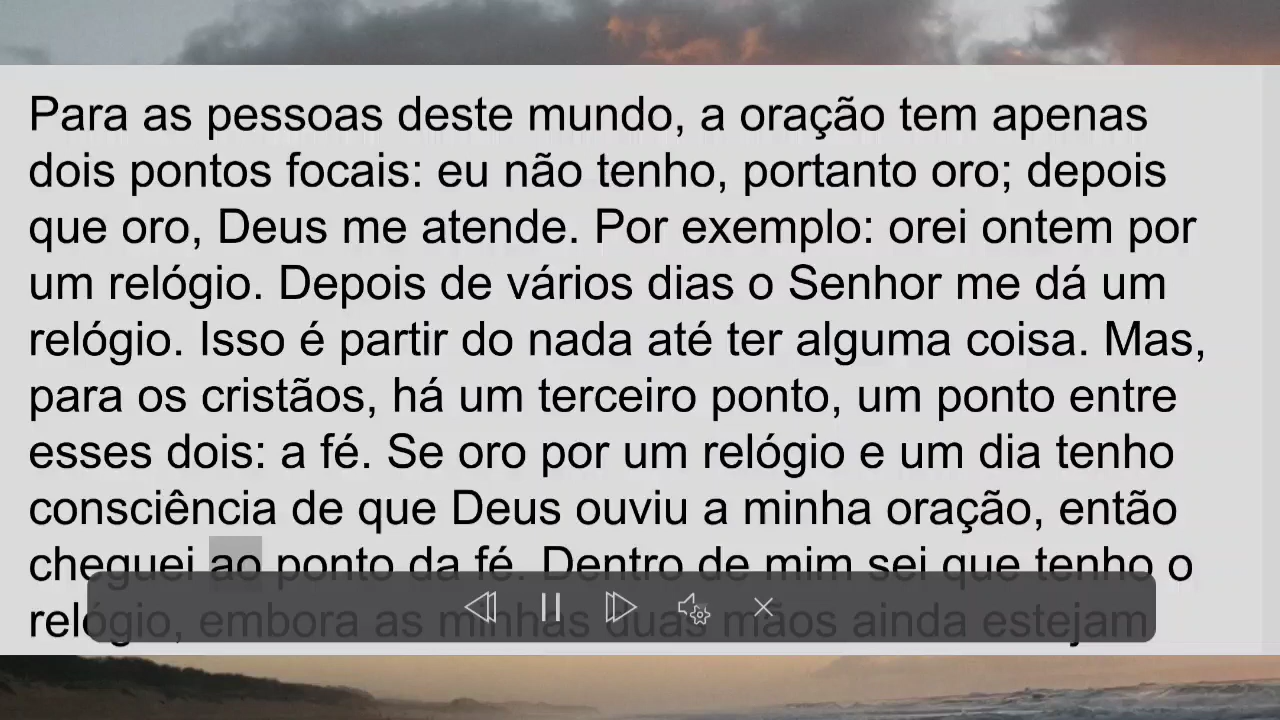 Para as pessoas deste mundo, a oração tem apenas
dois pontos focais: eu não tenho, portanto oro; depois
que oro, Deus me atende. Por exemplo: orei ontem por
um relógio. Depois de vários dias o Senhor me dá um
relógio. Isso é partir do nada até ter alguma coisa. Mas,
para os cristãos, há um terceiro ponto, um ponto entre
esses dois: a fé. Se oro por um relógio e um dia tenho
consciência de que Deus ouviu a minha oração, então
cheguei ao ponto da fé. Dentro de mim sei que tenho o
relógio, embora as minhas duas mãos ainda estejam